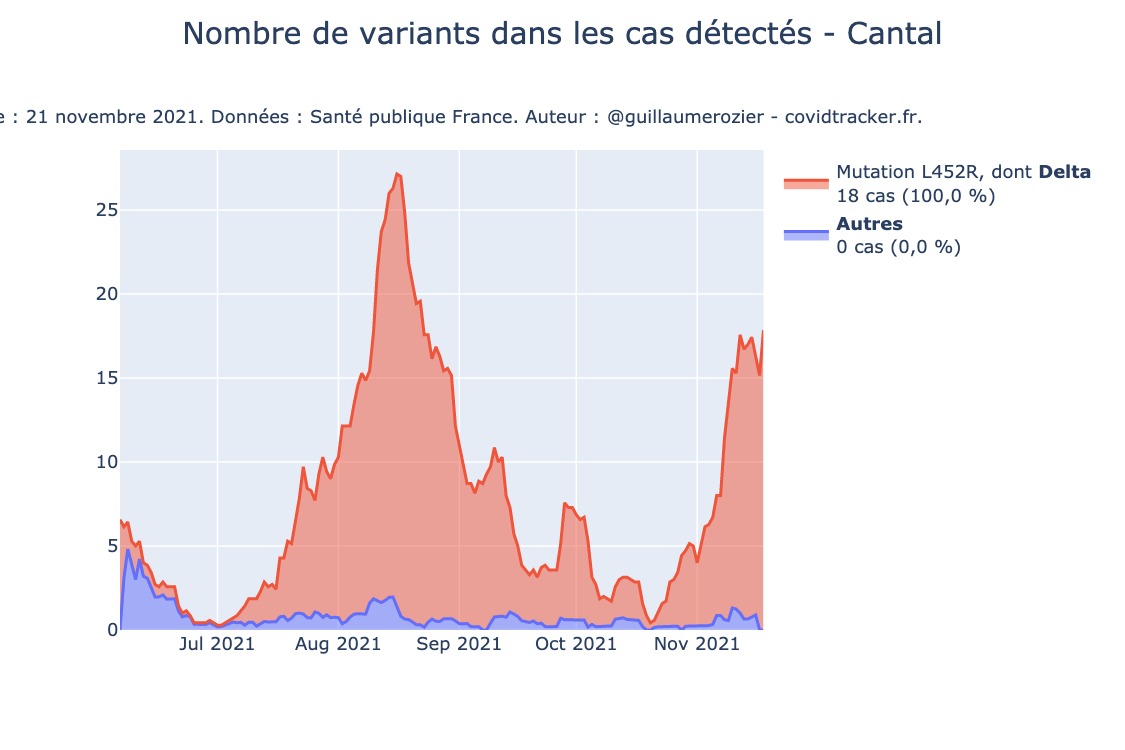 Nombre de variants dans les cas détectés - Cantal
: 21 novembre 2021. Données : Santé publique France. Auteur : @guillaumerozier - covidtracker.fr.
Mutation L452R, dont Delta
18 cas (100,0 %)
Autres
0 cas (0,0 %)
25
20
15
10
5
0
Jul 2021 Aug 2021 Sep 2021 Oct 2021 Nov 2021